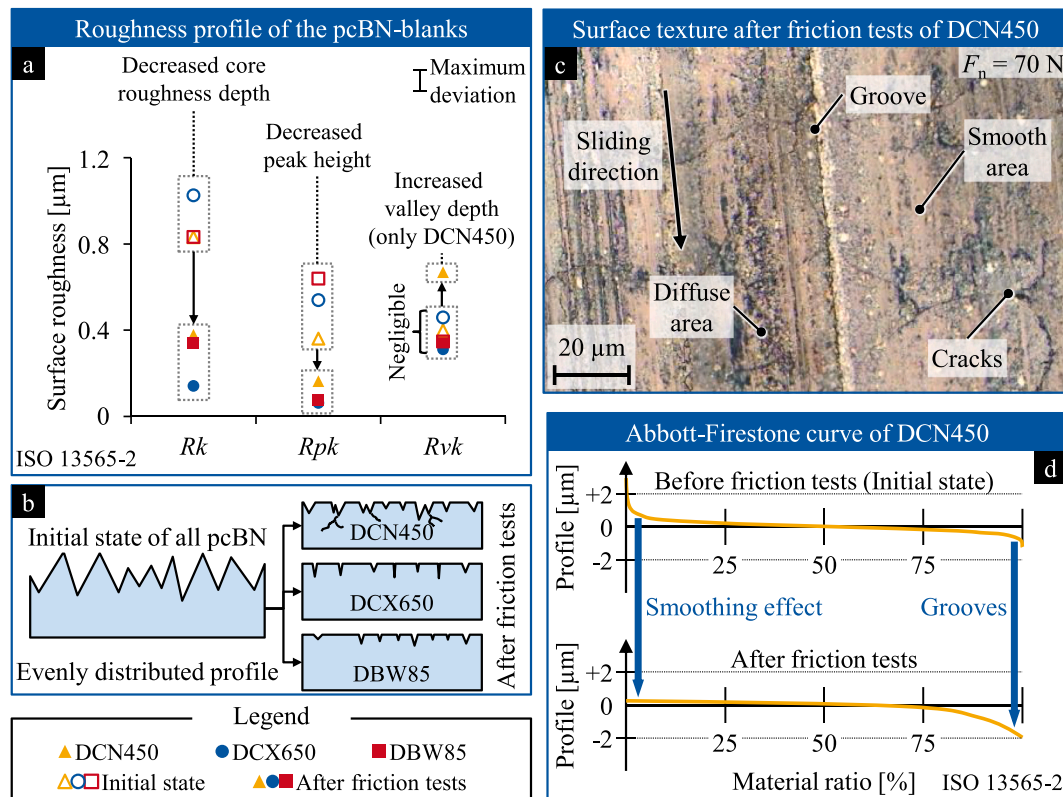 Roughness profile of the pcBN-blanks
a
Decreased core
roughness depth
Maximum
deviation
Decreased
peak height
Increased
valley depth
(only DCN450)
Negligible
Surface roughness [µm]
1.2
0.8
0.4
0
Rk
Rpk
Rvk
ISO 13565-2
b
Initial state of all pcBN
Evenly distributed profile
DCN450
DCX650
DBW85
After friction tests
Legend
DCN450
DCX650
DBW85
Initial state
After friction tests
Surface texture after friction tests of DCN450
c
Fn = 70 N
Groove
Sliding
direction
Smooth
area
Diffuse
area
Cracks
20 µm
Abbott-Firestone curve of DCN450
d
Before friction tests (Initial state)
Profile [µm]
+2
0
-2
25
50
75
Smoothing effect
Grooves
After friction tests
Profile [µm]
+2
0
-2
25
50
75
Material ratio [%]
ISO 13565-2